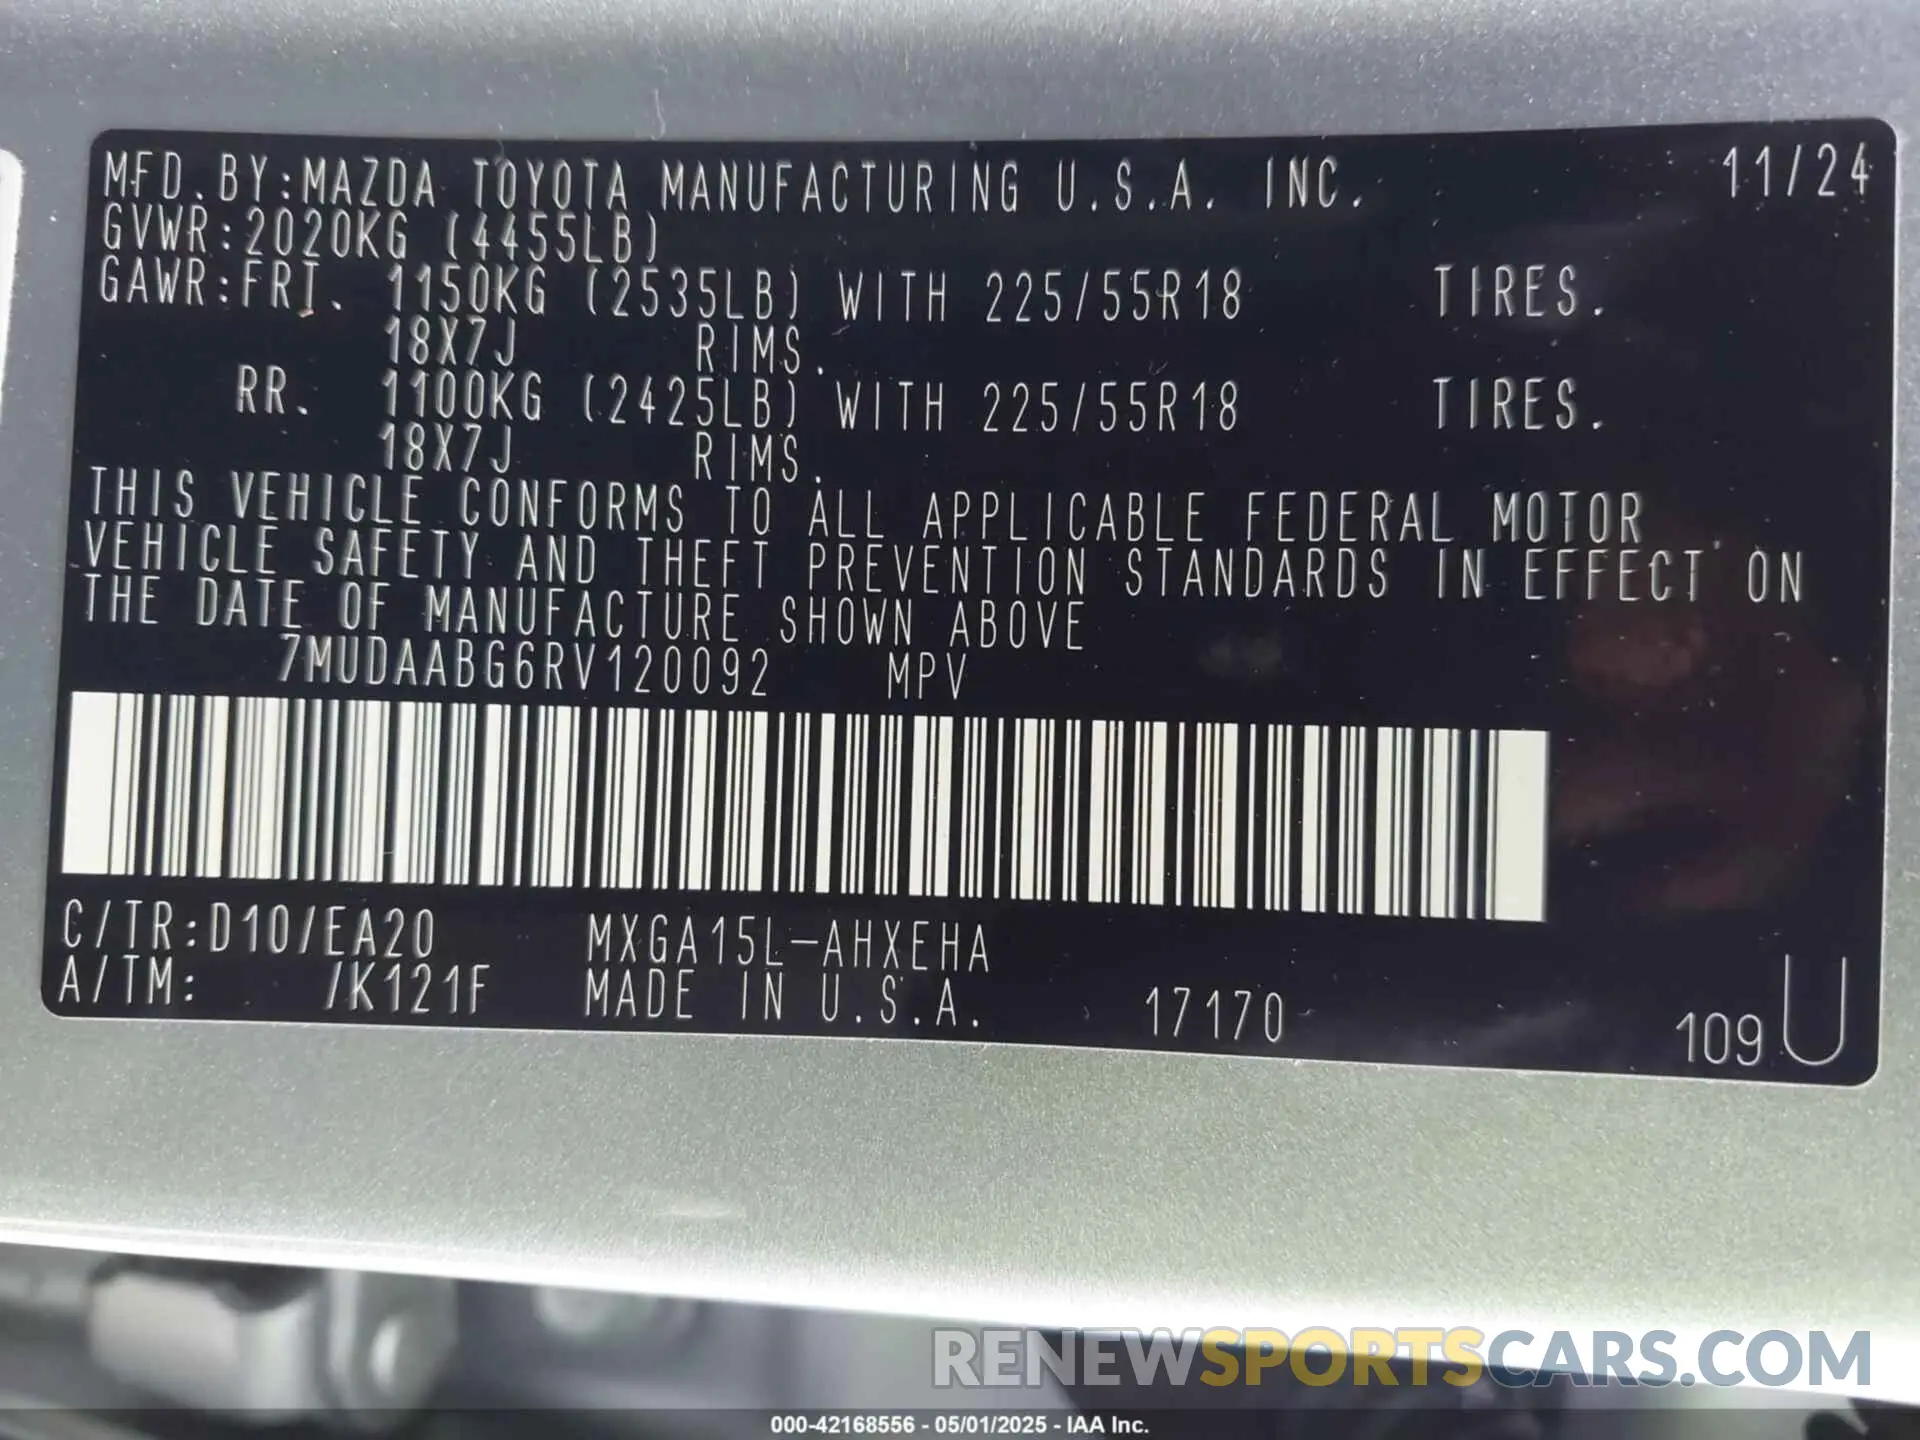 MFD.BY:MAZDA TOYOTA MANUFACTURING U.S.A. INC. 11/24
GVWR:2020KG (4455LB)
GAWR:FRT. 1150KG (2535LB) WITH 225/55R18 TIRES.
18X7J RIMS.
RR. 1100KG (2425LB) WITH 225/55R18 TIRES.
18X7J RIMS.
THIS VEHICLE CONFORMS TO ALL APPLICABLE FEDERAL MOTOR
VEHICLE SAFETY AND THEFT PREVENTION STANDARDS IN EFFECT ON
THE DATE OF MANUFACTURE SHOWN ABOVE
7MUDAABG6RV120092 MPV
C/TR:D10/EA20 MXGA15L-AHXEHA
A/TM: /K121F MADE IN U.S.A. 17170 109 U
RENEWSPORTSCARS.COM
000-42168556 - 05/01/2025 - IAA Inc.